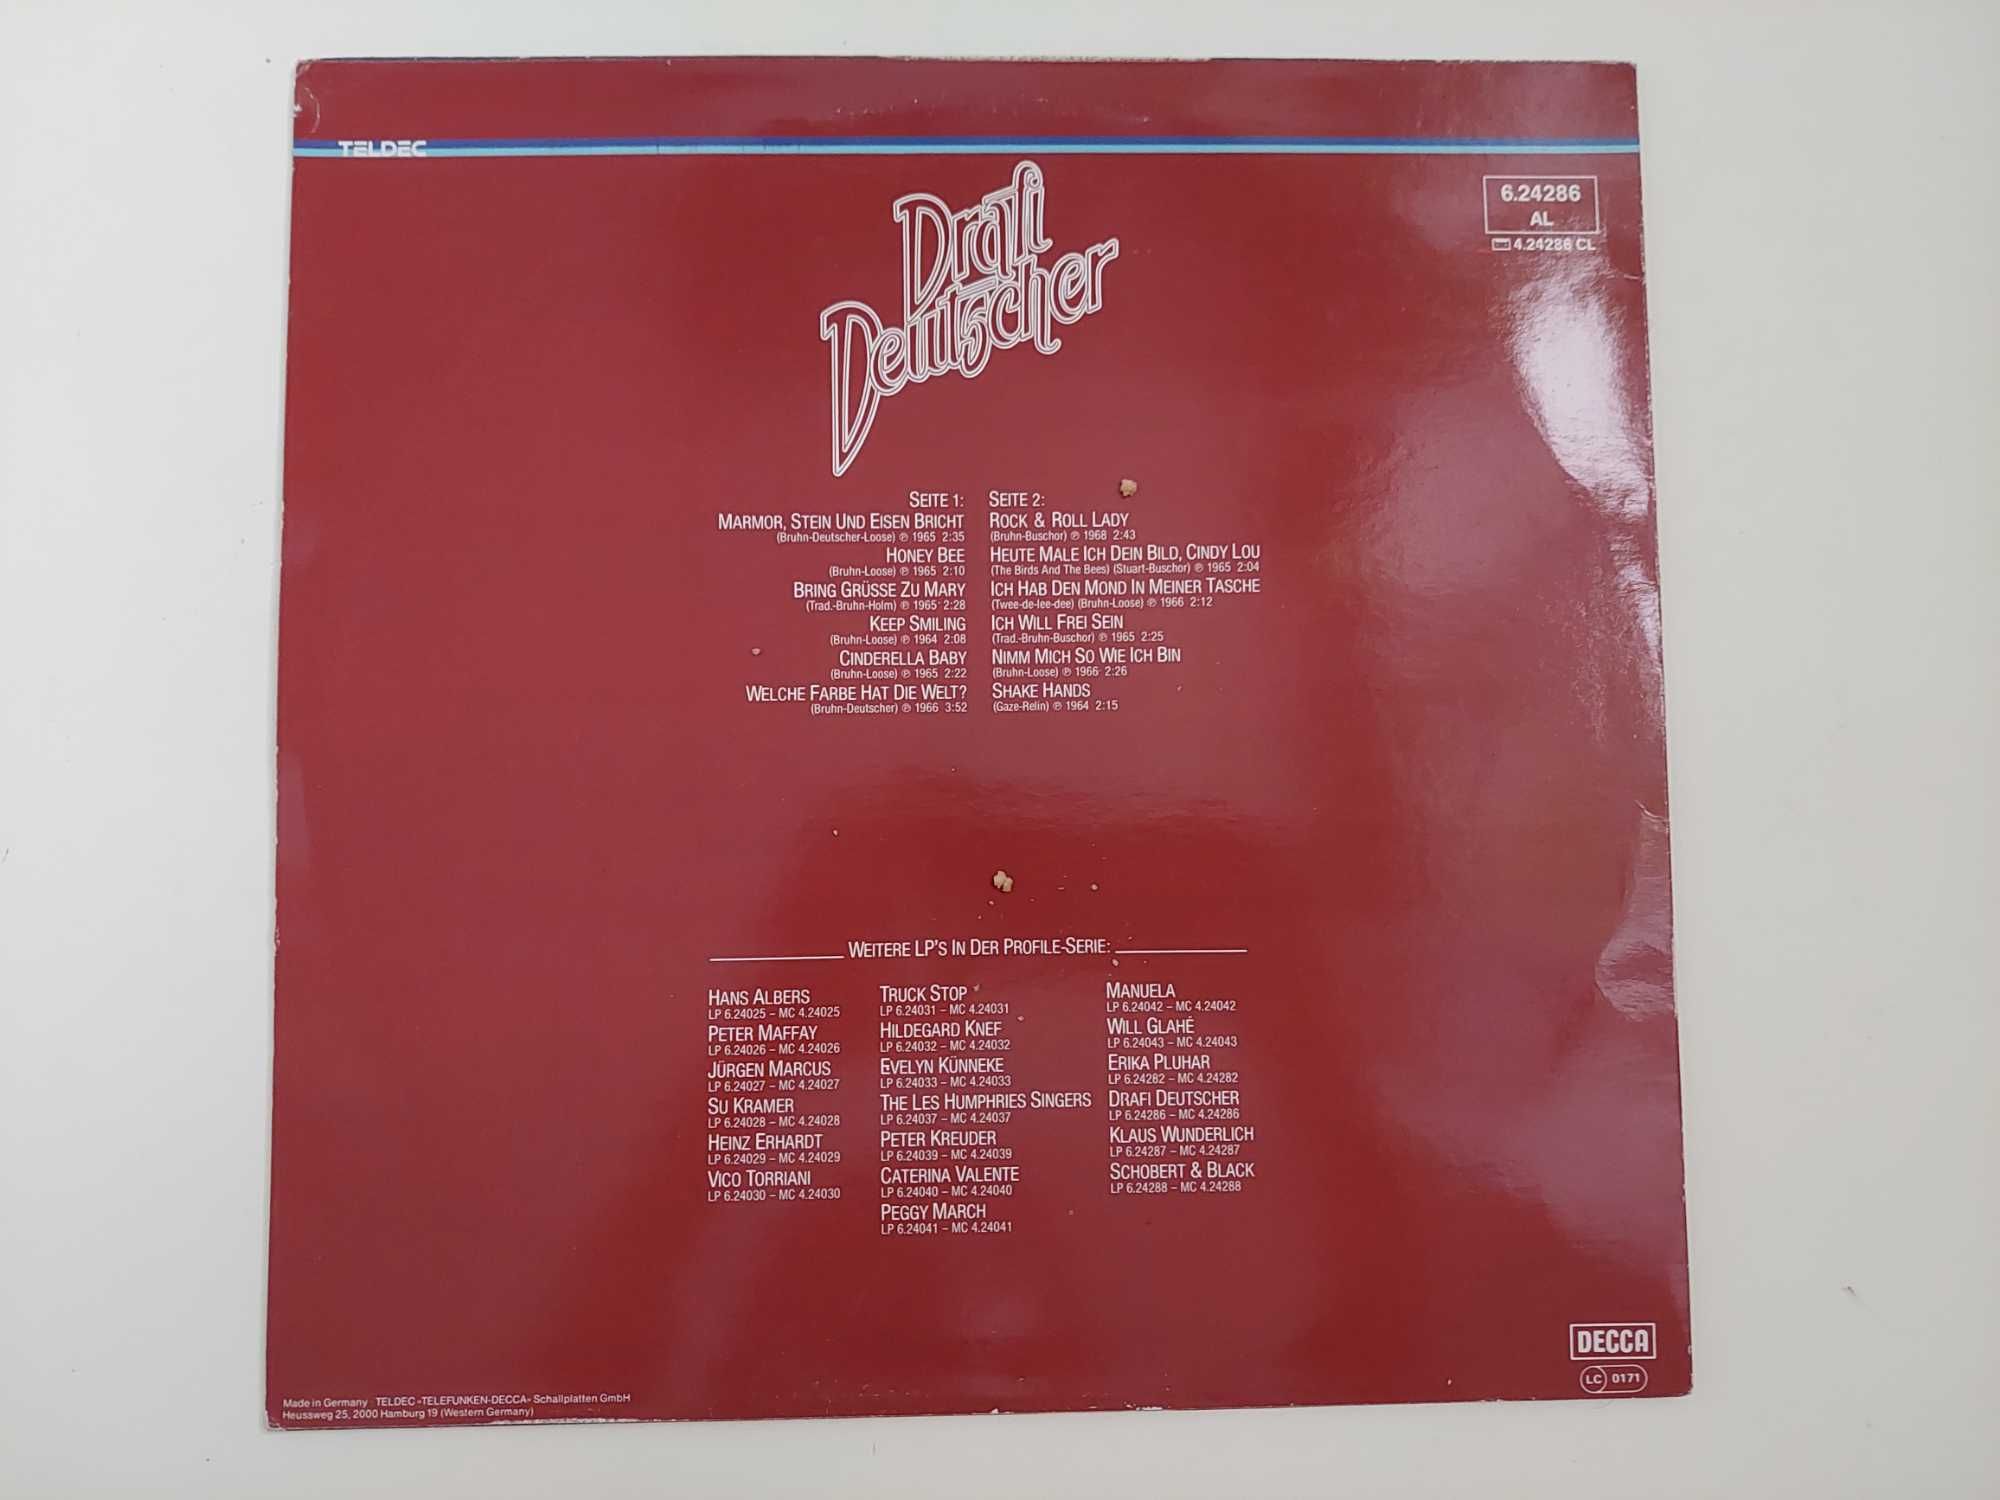 TELDEC
Drafi
Deutscher
6.24286
AL
4.24286 CL
SEITE 1:
MARMOR, STEIN UND EISEN BRICHT
(Bruhn-Deutscher-Loose) ℗ 1965 2:35
HONEY BEE
(Bruhn-Loose) ℗ 1965 2:10
BRING GRÜSSE ZU MARY
(Trad.-Bruhn-Holm) ℗ 1965 2:28
KEEP SMILING
(Bruhn-Loose) ℗ 1964 2:08
CINDERELLA BABY
(Bruhn-Loose) ℗ 1965 2:22
WELCHE FARBE HAT DIE WELT?
(Bruhn-Deutscher) ℗ 1966 3:52
SEITE 2:
ROCK & ROLL LADY
(Bruhn-Buschor) ℗ 1968 2:43
HEUTE MALE ICH DEIN BILD, CINDY LOU
(The Birds And The Bees) (Stuart-Buschor) ℗ 1965 2:04
ICH HAB DEN MOND IN MEINER TASCHE
(Twee-de-lee-dee) (Bruhn-Loose) ℗ 1966 2:12
ICH WILL FREI SEIN
(Trad.-Bruhn-Buschor) ℗ 1965 2:25
NIMM MICH SO WIE ICH BIN
(Bruhn-Loose) ℗ 1966 2:26
SHAKE HANDS
(Gaze-Relin) ℗ 1964 2:15
WEITERE LP'S IN DER PROFILE-SERIE:
HANS ALBERS
LP 6.24025 – MC 4.24025
PETER MAFFAY
LP 6.24026 – MC 4.24026
JÜRGEN MARCUS
LP 6.24027 – MC 4.24027
SU KRAMER
LP 6.24028 – MC 4.24028
HEINZ ERHARDT
LP 6.24029 – MC 4.24029
VICO TORRIANI
LP 6.24030 – MC 4.24030
TRUCK STOP
LP 6.24031 – MC 4.24031
HILDEGARD KNEF
LP 6.24032 – MC 4.24032
EVELYN KÜNNEKE
LP 6.24033 – MC 4.24033
THE LES HUMPHRIES SINGERS
LP 6.24037 – MC 4.24037
PETER KREUDER
LP 6.24039 – MC 4.24039
CATERINA VALENTE
LP 6.24040 – MC 4.24040
PEGGY MARCH
LP 6.24041 – MC 4.24041
MANUELA
LP 6.24042 – MC 4.24042
WILL GLAHÉ
LP 6.24043 – MC 4.24043
ERIKA PLUHAR
LP 6.24282 – MC 4.24282
DRAFI DEUTSCHER
LP 6.24286 – MC 4.24286
KLAUS WUNDERLICH
LP 6.24287 – MC 4.24287
SCHOBERT & BLACK
LP 6.24288 – MC 4.24288
DECCA
LC 0171
Made in Germany TELDEC »TELEFUNKEN-DECCA« Schallplatten GmbH
Heussweg 25, 2000 Hamburg 19 (Western Germany)